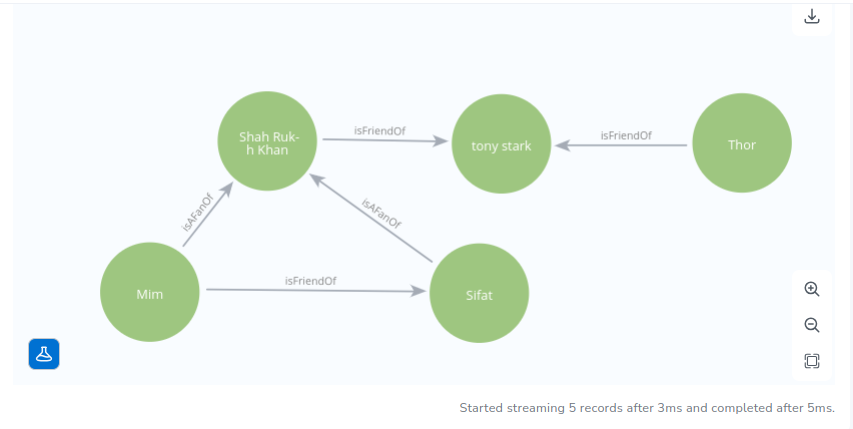 Shah Ruk-
h Khan
isFriendOf
tony stark
isFriendOf
Thor
isAFanOf
isAFanOf
Mim
isFriendOf
Sifat
Started streaming 5 records after 3ms and completed after 5ms.